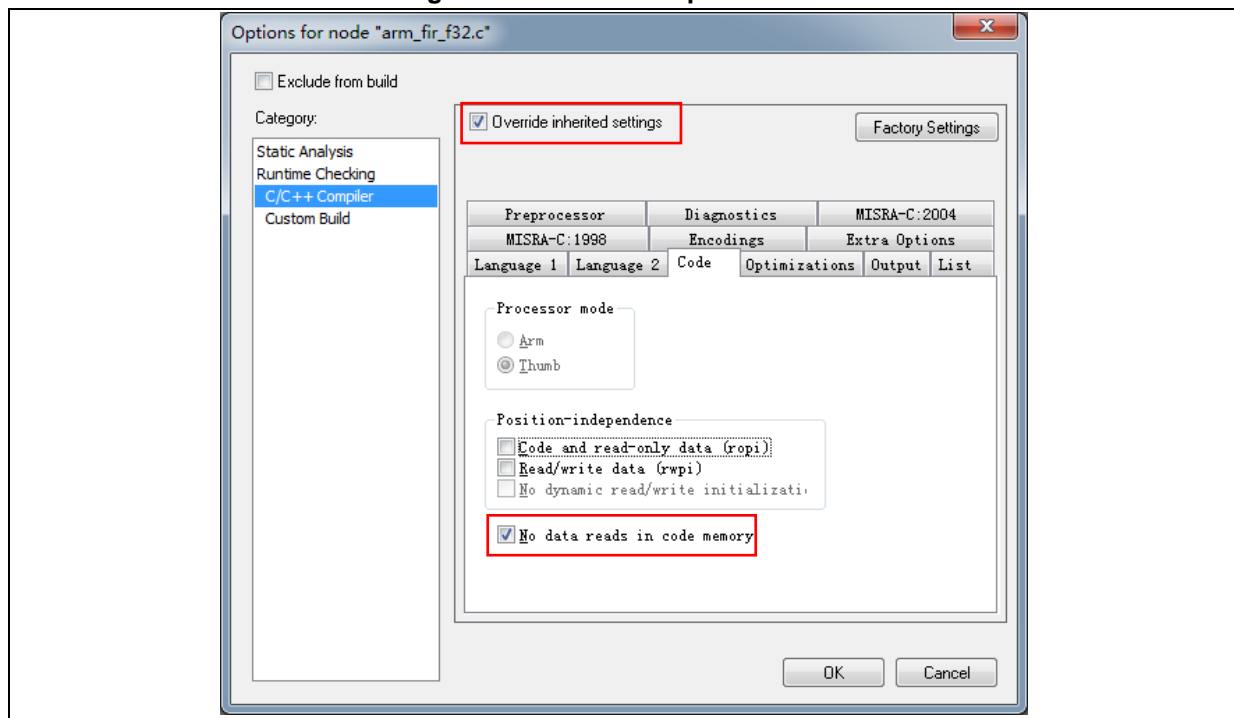 Options for node "arm_fir_f32.c"
Exclude from build
Category:
Static Analysis
Runtime Checking
C/C++ Compiler
Custom Build
Override inherited settings
Factory Settings
Preprocessor Diagnostics MISRA-C:2004
MISRA-C:1998 Encodings Extra Options
Language 1 Language 2 Code Optimizations Output List
Processor mode
Arm
Thumb
Position-independence
Code and read-only data (ropi)
Read/write data (rwpi)
No dynamic read/write
No data reads in code memory
OK Cancel